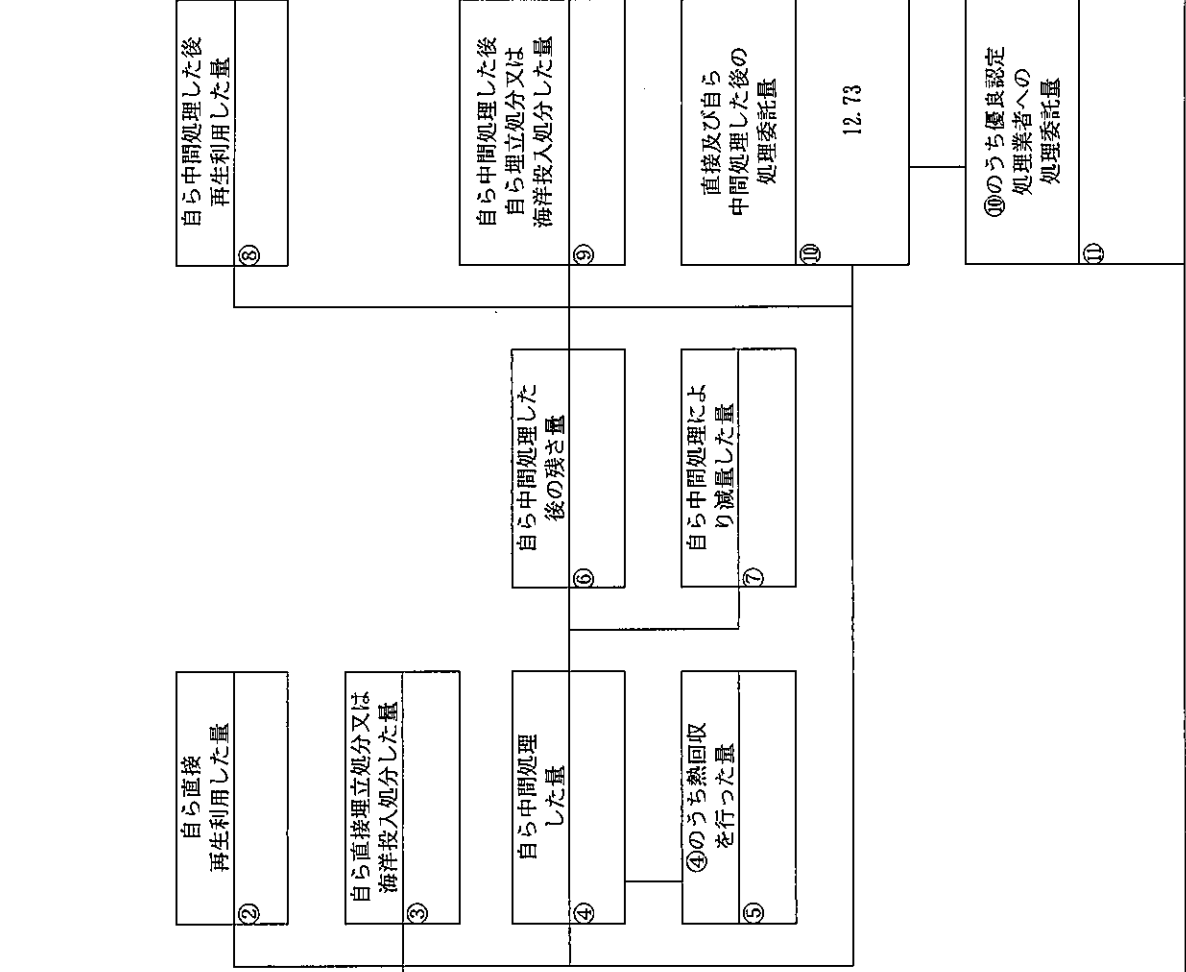 自ら直接
再生利用した量
②
自ら直接埋立処分又は
海洋投入処分した量
③
自ら中間処理
した量
④
④のうち熱回収
を行った量
⑤
自ら中間処理した
後の残さ量
⑥
自ら中間処理によ
り減量した量
⑦
自ら中間処理した後
再生利用した量
⑧
自ら中間処理した後
自ら埋立処分又は
海洋投入処分した量
⑨
直接及び自ら
中間処理した後の
処理委託量
⑩
12.73
⑩のうち優良認定
処理業者への
処理委託量
⑪